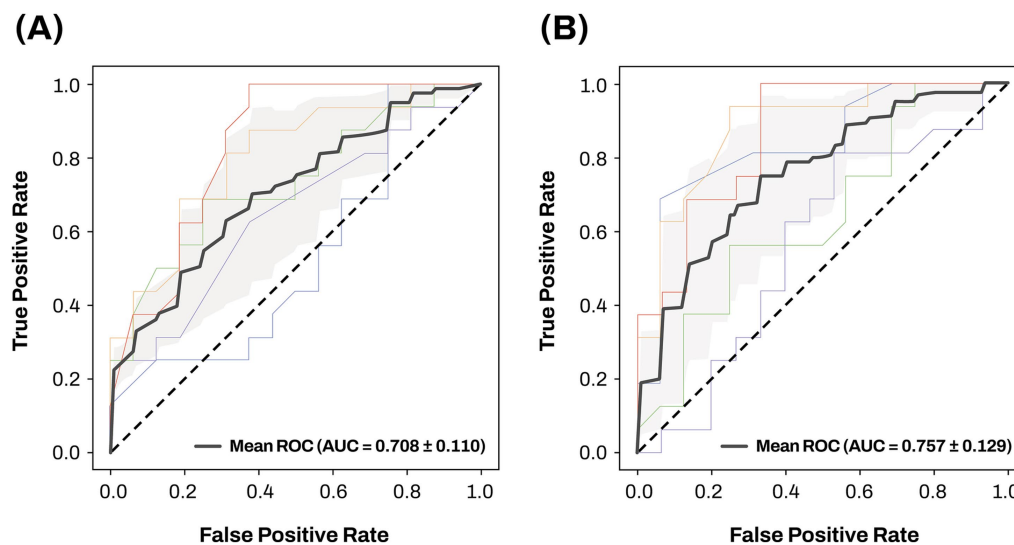 (A)
1.0
0.8
0.6
0.4
0.2
0.0
True Positive Rate
Mean ROC (AUC = 0.708 ± 0.110)
0.0 0.2 0.4 0.6 0.8 1.0
False Positive Rate
(B)
1.0
0.8
0.6
0.4
0.2
0.0
True Positive Rate
Mean ROC (AUC = 0.757 ± 0.129)
0.0 0.2 0.4 0.6 0.8 1.0
False Positive Rate